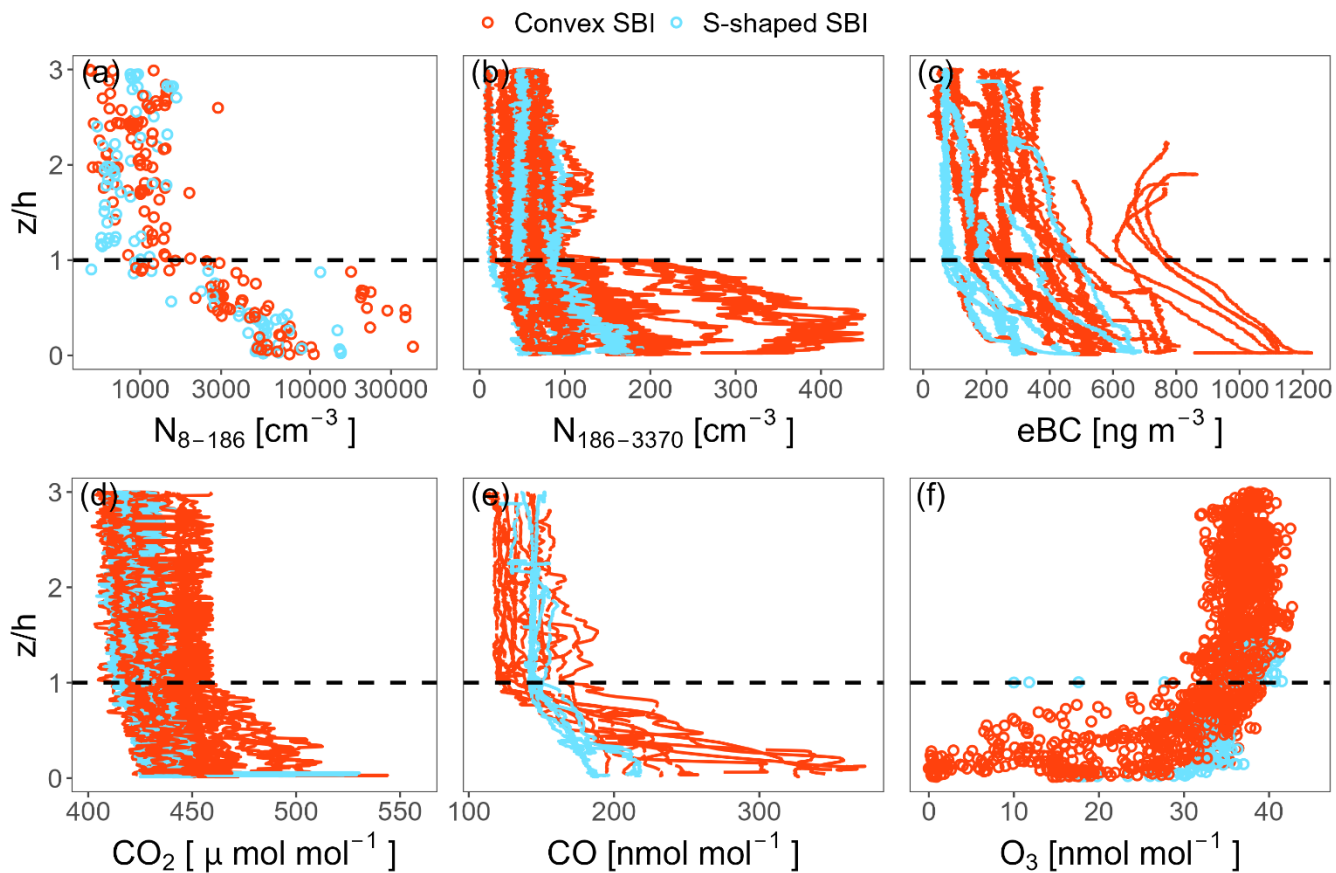 Convex SBI S-shaped SBI
(a) (b) (c)
3 2 1 0
z/h
1000 3000 10000 30000
0 100 200 300 400
0 200 400 600 800 1000 1200
N₈₋₁₈₆ [cm⁻³ ]
N₁₈₆₋₃₃₇₀ [cm⁻³ ]
eBC [ng m⁻³ ]
(d) (e) (f)
3 2 1 0
z/h
400 450 500 550
100 200 300
0 10 20 30 40
CO₂ [ μ mol mol⁻¹ ]
CO [nmol mol⁻¹ ]
O₃ [nmol mol⁻¹ ]